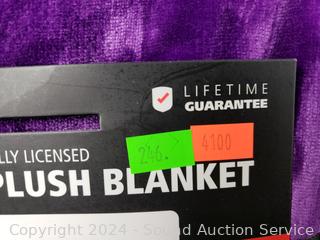 LIFETIME
GUARANTEE
4100
246.
LLY LICENSED
PLUSH BLANKET
Copyright 2024 - Sound Auction Service